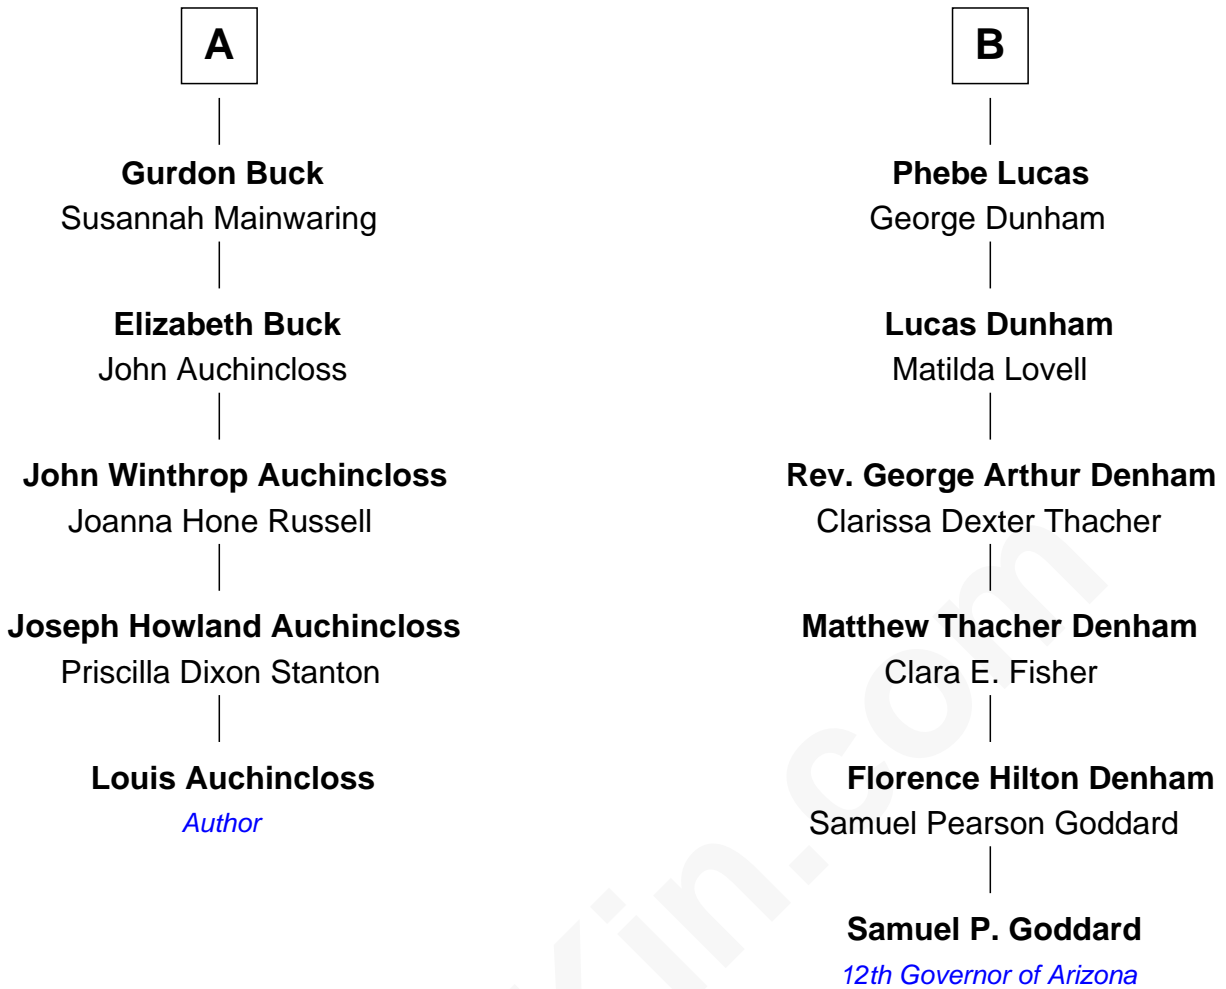 A
Gurdon Buck
Susannah Mainwaring
Elizabeth Buck
John Auchincloss
John Winthrop Auchincloss
Joanna Hone Russell
Joseph Howland Auchincloss
Priscilla Dixon Stanton
Louis Auchincloss
Author
B
Phebe Lucas
George Dunham
Lucas Dunham
Matilda Lovell
Rev. George Arthur Denham
Clarissa Dexter Thacher
Matthew Thacher Denham
Clara E. Fisher
Florence Hilton Denham
Samuel Pearson Goddard
Samuel P. Goddard
12th Governor of Arizona